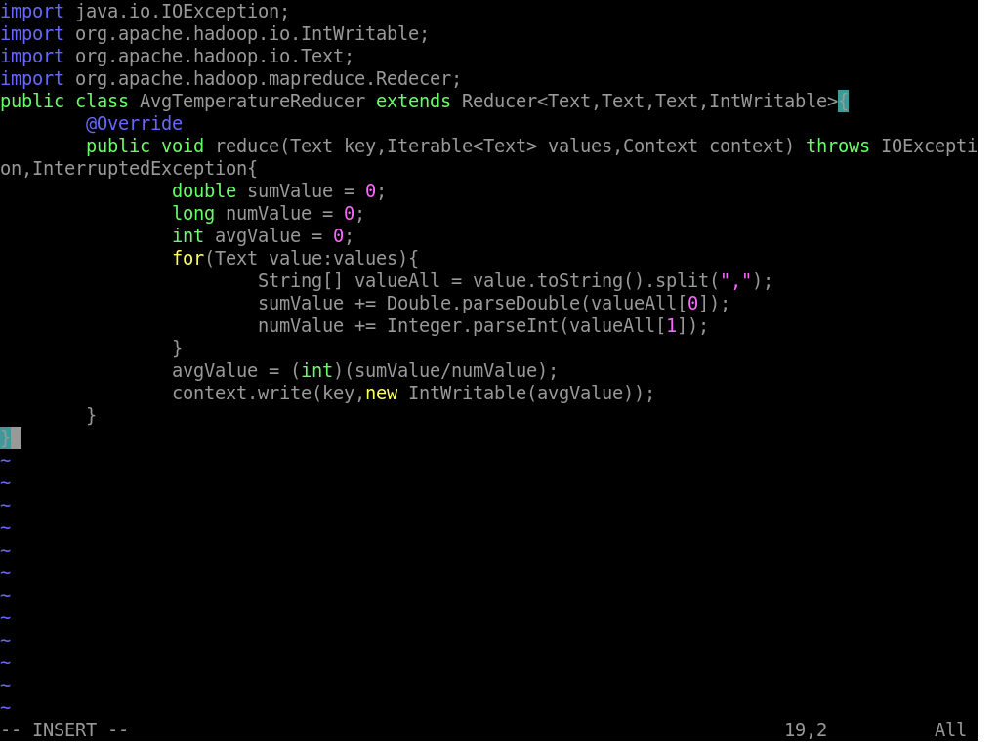 import java.io.IOException;
import org.apache.hadoop.io.IntWritable;
import org.apache.hadoop.io.Text;
import org.apache.hadoop.mapreduce.Redecer;
public class AvgTemperatureReducer extends Reducer<Text,Text,Text,IntWritable>{
        @Override
        public void reduce(Text key,Iterable<Text> values,Context context) throws IOExcepti
on,InterruptedException{
                double sumValue = 0;
                long numValue = 0;
                int avgValue = 0;
                for(Text value:values){
                        String[] valueAll = value.toString().split(",");
                        sumValue += Double.parseDouble(valueAll[0]);
                        numValue += Integer.parseInt(valueAll[1]);
                }
                avgValue = (int)(sumValue/numValue);
                context.write(key,new IntWritable(avgValue));
        }
}
~
~
~
~
~
~
~
~
~
~
~
~
-- INSERT --                                                             19,2          All